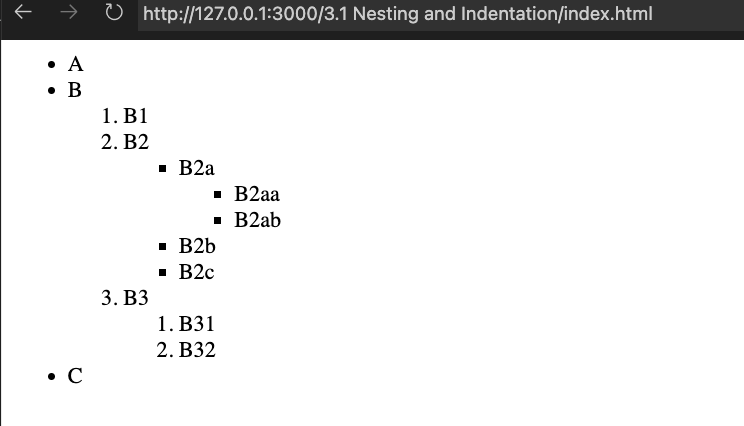 http://127.0.0.1:3000/3.1 Nesting and Indentation/index.html
• A
• B
1. B1
2. B2
▪ B2a
▪ B2aa
▪ B2ab
▪ B2b
▪ B2c
3. B3
1. B31
2. B32
• C